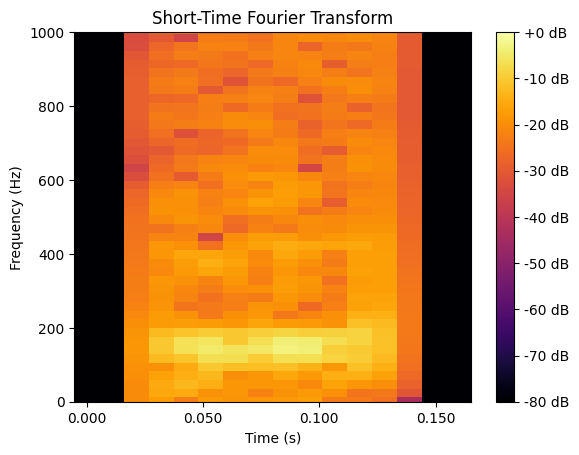 Short-Time Fourier Transform
1000
800
600
400
200
0
Frequency (Hz)
0.000
0.050
0.100
0.150
Time (s)
+0 dB
-10 dB
-20 dB
-30 dB
-40 dB
-50 dB
-60 dB
-70 dB
-80 dB